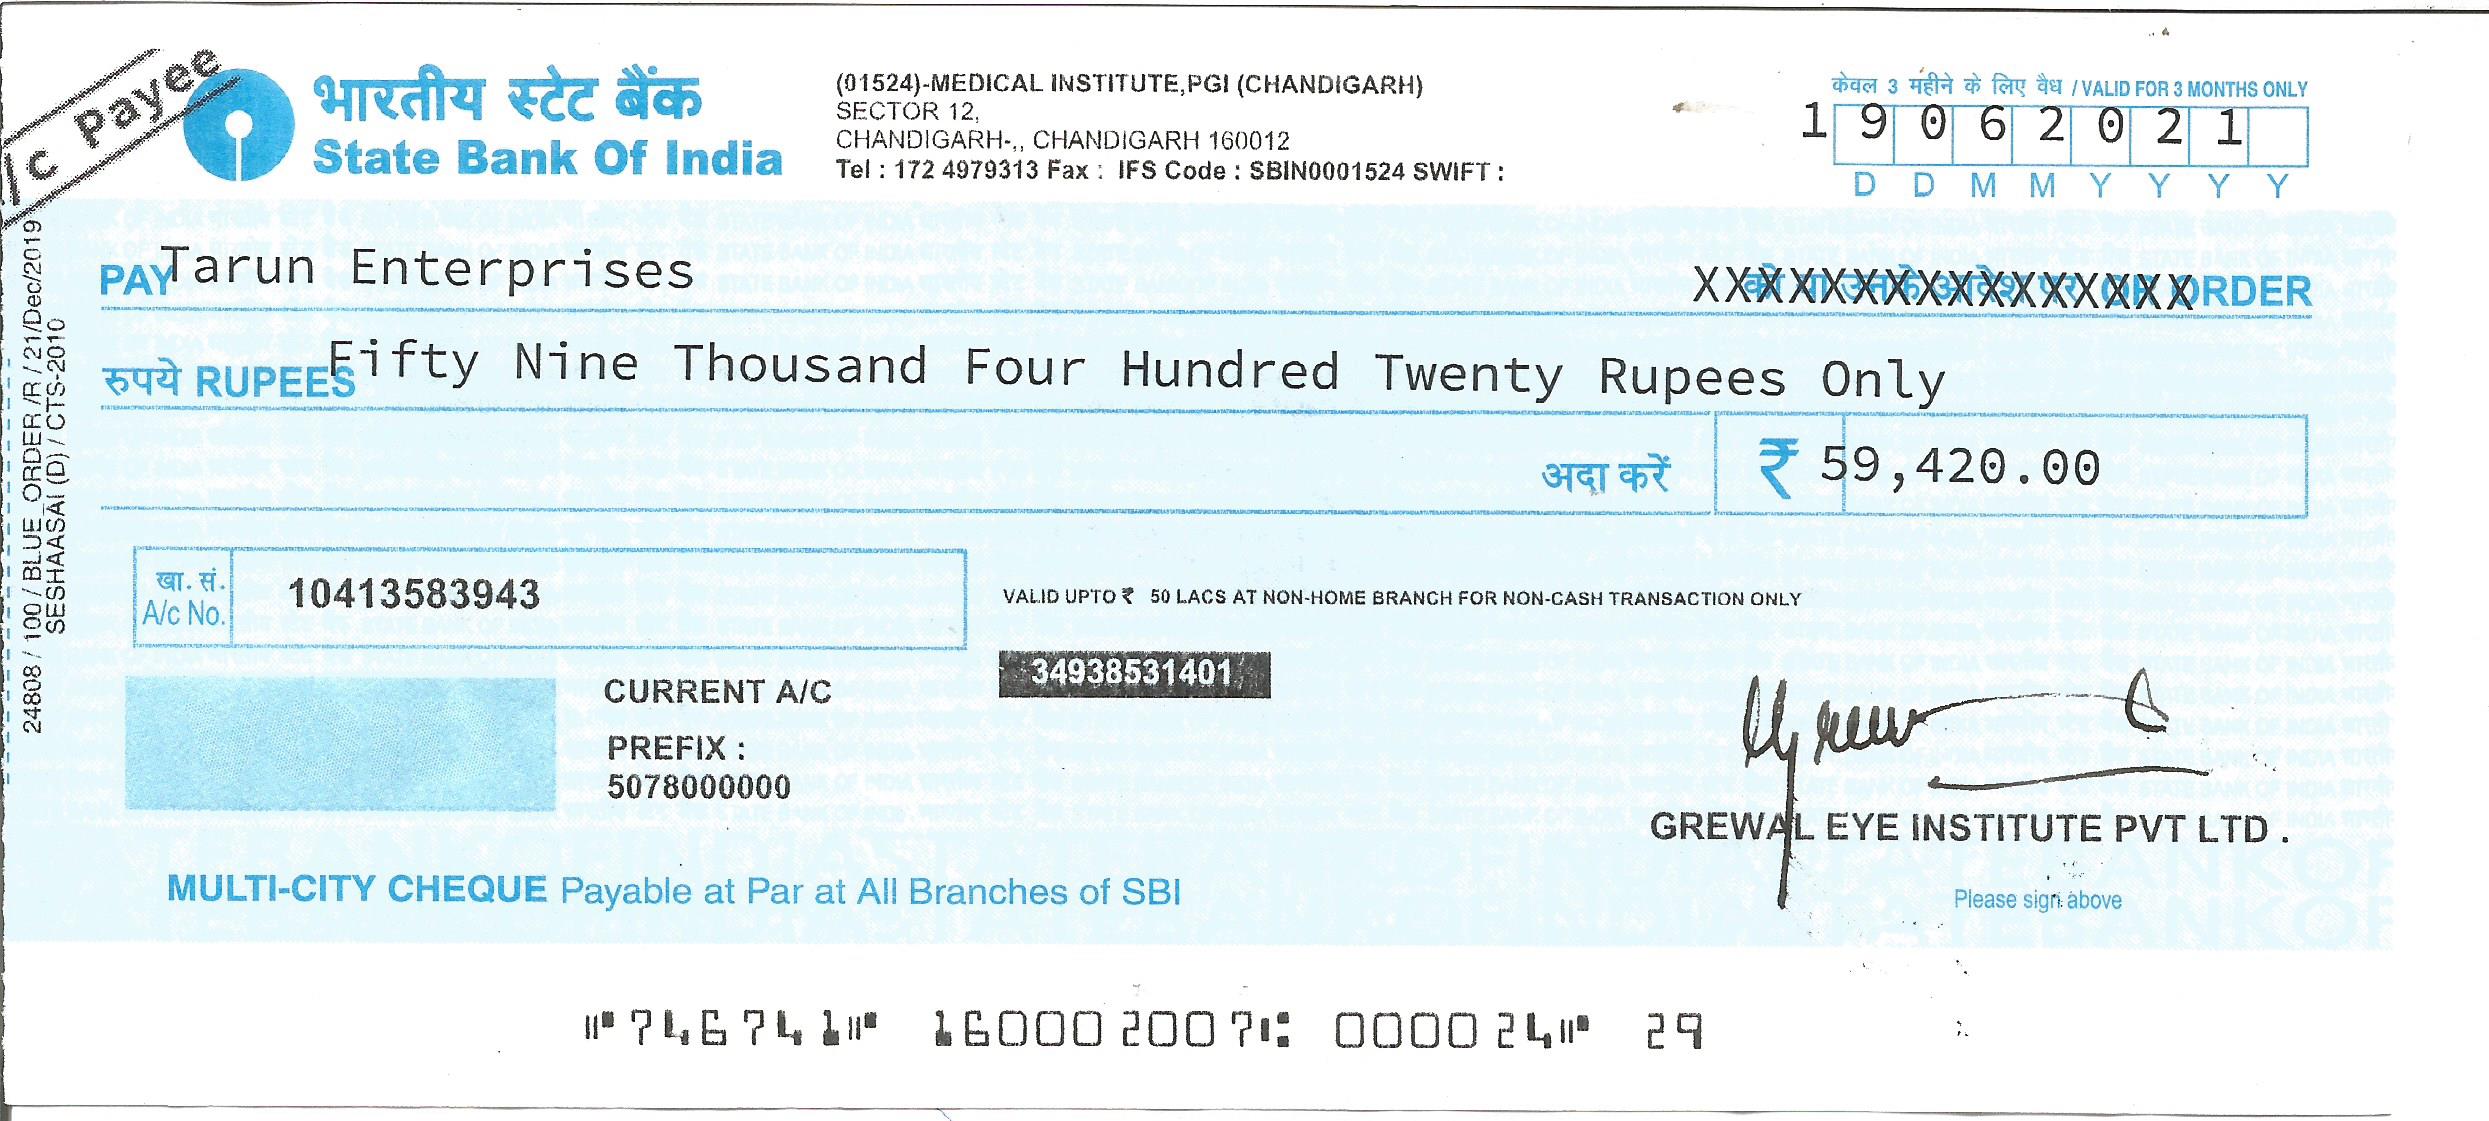 /c Payee
भारतीय स्टेट बैंक
State Bank Of India
(01524)-MEDICAL INSTITUTE,PGI (CHANDIGARH)
SECTOR 12,
CHANDIGARH-,, CHANDIGARH 160012
Tel : 172 4979313 Fax : IFS Code : SBIN0001524 SWIFT :
केवल 3 महीने के लिए वैध / VALID FOR 3 MONTHS ONLY
1 9 0 6 2 0 2 1
D D M M Y Y Y Y
PAY Tarun Enterprises XXXXXXXXXXXXXXXX को या उनके आदेश पर OR ORDER
रुपये RUPEES Fifty Nine Thousand Four Hundred Twenty Rupees Only
अदा करें ₹ 59,420.00
खा. सं.
A/c No. 10413583943
VALID UPTO ₹ 50 LACS AT NON-HOME BRANCH FOR NON-CASH TRANSACTION ONLY
34938531401
CURRENT A/C
PREFIX :
5078000000
GREWAL EYE INSTITUTE PVT LTD .
Please sign above
MULTI-CITY CHEQUE Payable at Par at All Branches of SBI
⑈746741⑈ 160002007⑆ 000024⑈ 29
24808 / 100 / BLUE_ORDER /R / 21/Dec/2019
SESHAASAI (D) / CTS-2010